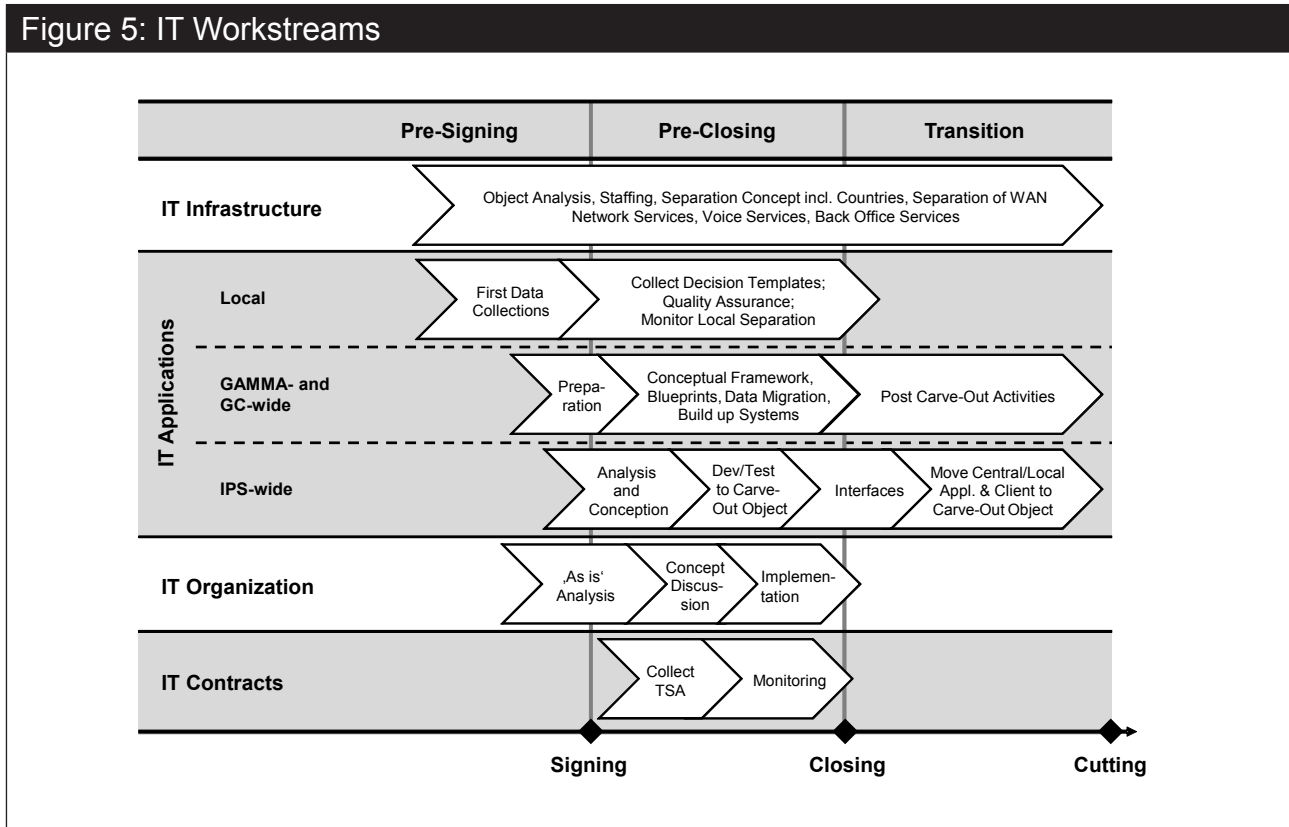 Figure 5: IT Workstreams
Pre-Signing
Pre-Closing
Transition
IT Infrastructure
Object Analysis, Staffing, Separation Concept incl. Countries, Separation of WAN
Network Services, Voice Services, Back Office Services
IT Applications
Local
First Data
Collections
Collect Decision Templates;
Quality Assurance;
Monitor Local Separation
GAMMA- and
GC-wide
Prepa-
ration
Conceptual Framework,
Blueprints, Data Migration,
Build up Systems
Post Carve-Out Activities
IPS-wide
Analysis
and
Conception
Dev/Test
to Carve-
Out Object
Interfaces
Move Central/Local
Appl. & Client to
Carve-Out Object
IT Organization
‚As is‘
Analysis
Concept
Discus-
sion
Implemen-
tation
IT Contracts
Collect
TSA
Monitoring
Signing
Closing
Cutting